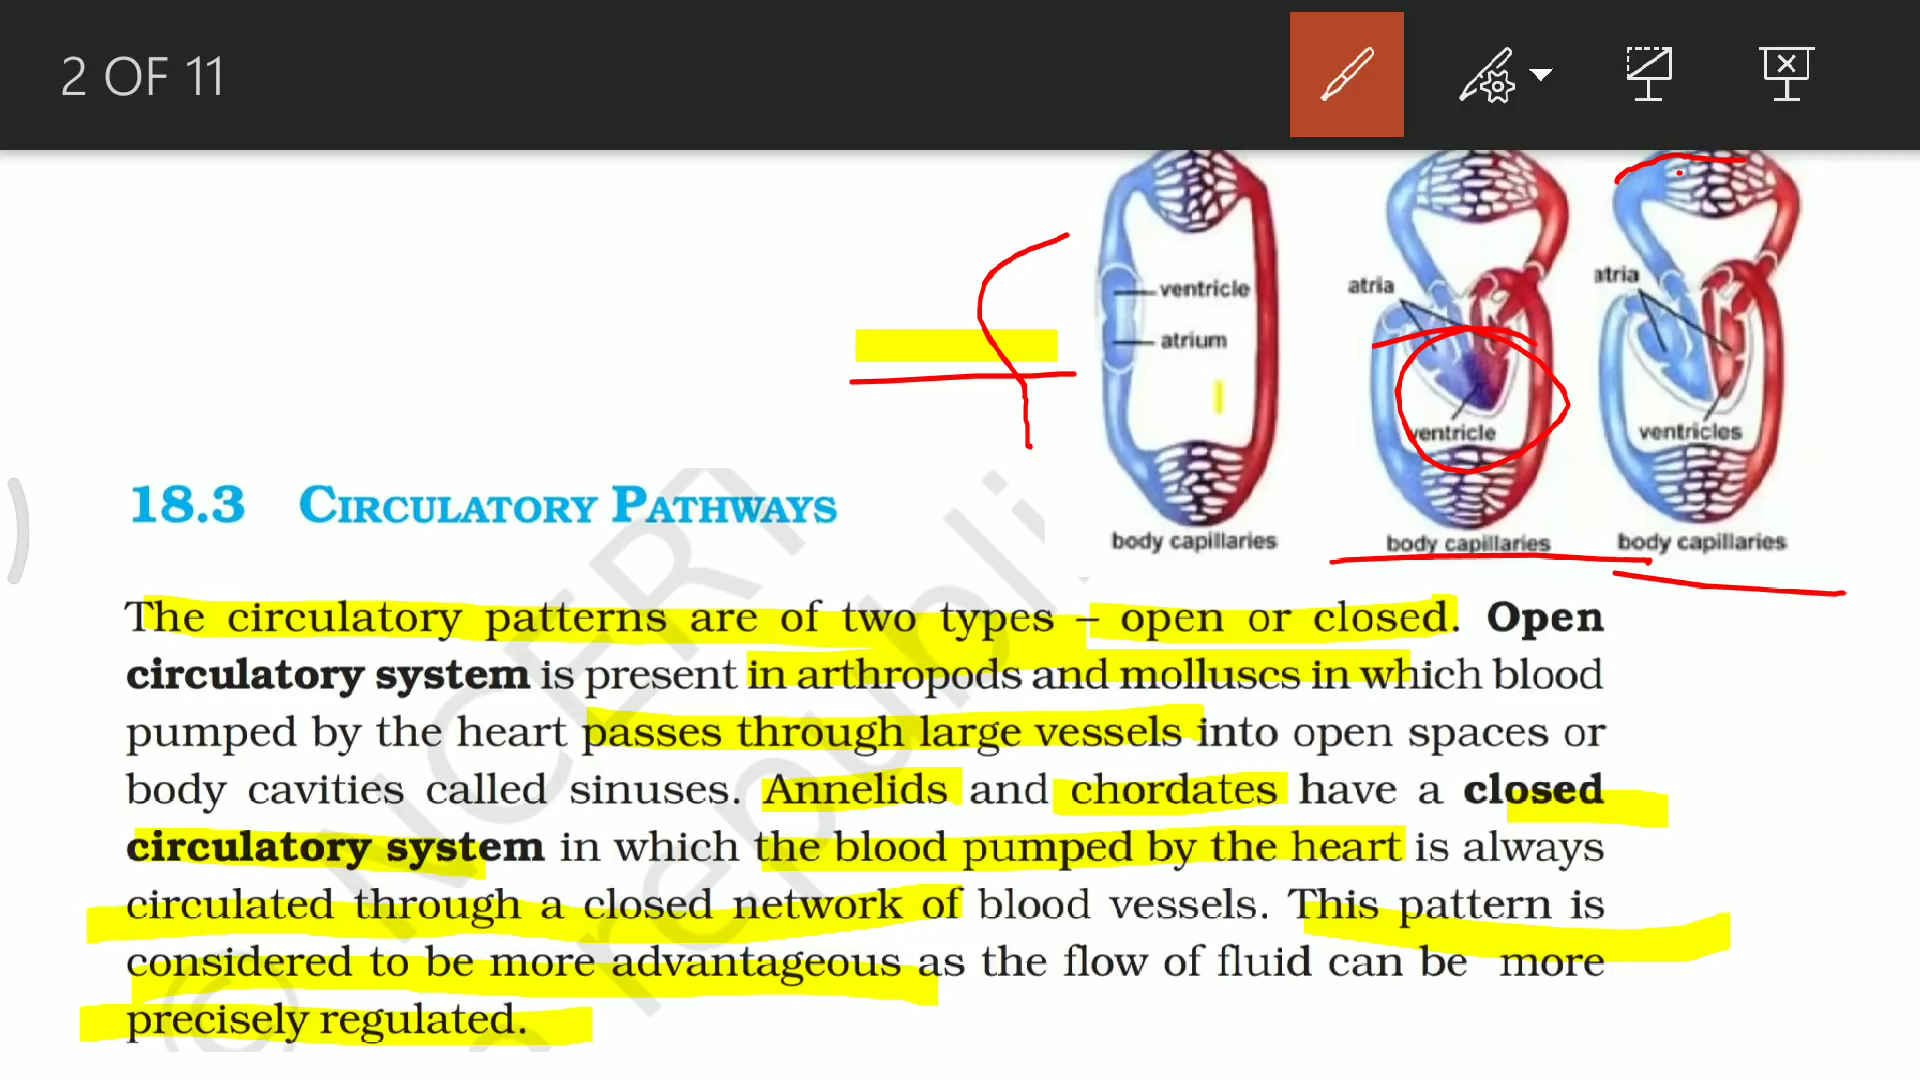 2 OF 11
ventricle
atrium
body capillaries
atria
ventricle
body capillaries
atria
ventricles
body capillaries
18.3 CIRCULATORY PATHWAYS
The circulatory patterns are of two types – open or closed. Open
circulatory system is present in arthropods and molluscs in which blood
pumped by the heart passes through large vessels into open spaces or
body cavities called sinuses. Annelids and chordates have a closed
circulatory system in which the blood pumped by the heart is always
circulated through a closed network of blood vessels. This pattern is
considered to be more advantageous as the flow of fluid can be more
precisely regulated.
© NCERT
republi